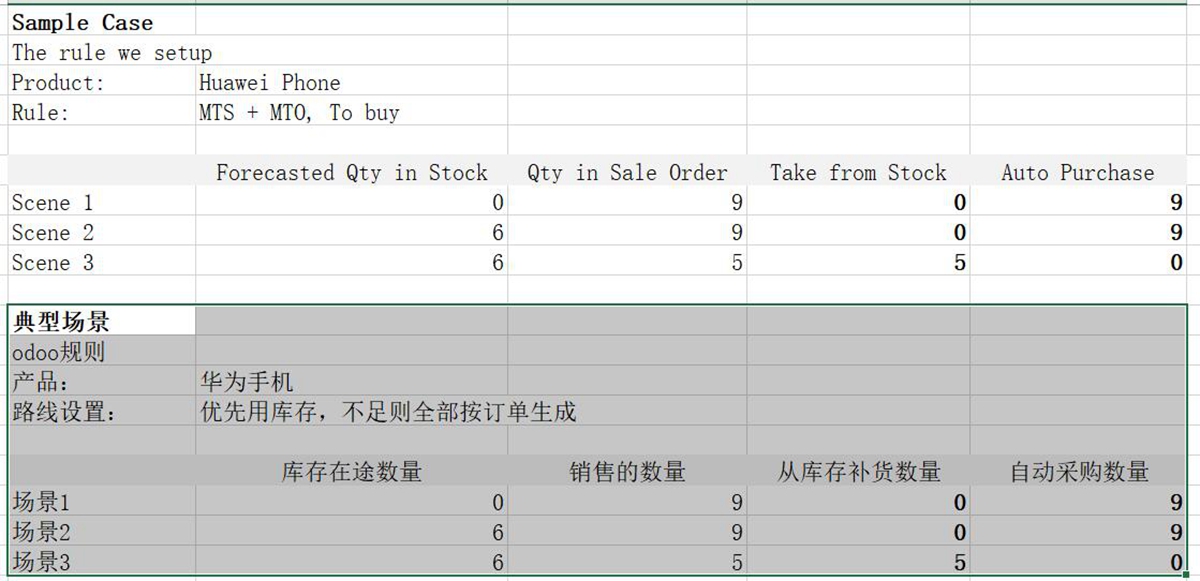 Sample Case
The rule we setup
Product: Huawei Phone
Rule: MTS + MTO, To buy
Forecasted Qty in Stock Qty in Sale Order Take from Stock Auto Purchase
Scene 1 0 9 0 9
Scene 2 6 9 0 9
Scene 3 6 5 5 0
典型场景
odoo规则
产品： 华为手机
路线设置： 优先用库存，不足则全部按订单生成
库存在途数量 销售的数量 从库存补货数量 自动采购数量
场景1 0 9 0 9
场景2 6 9 0 9
场景3 6 5 5 0